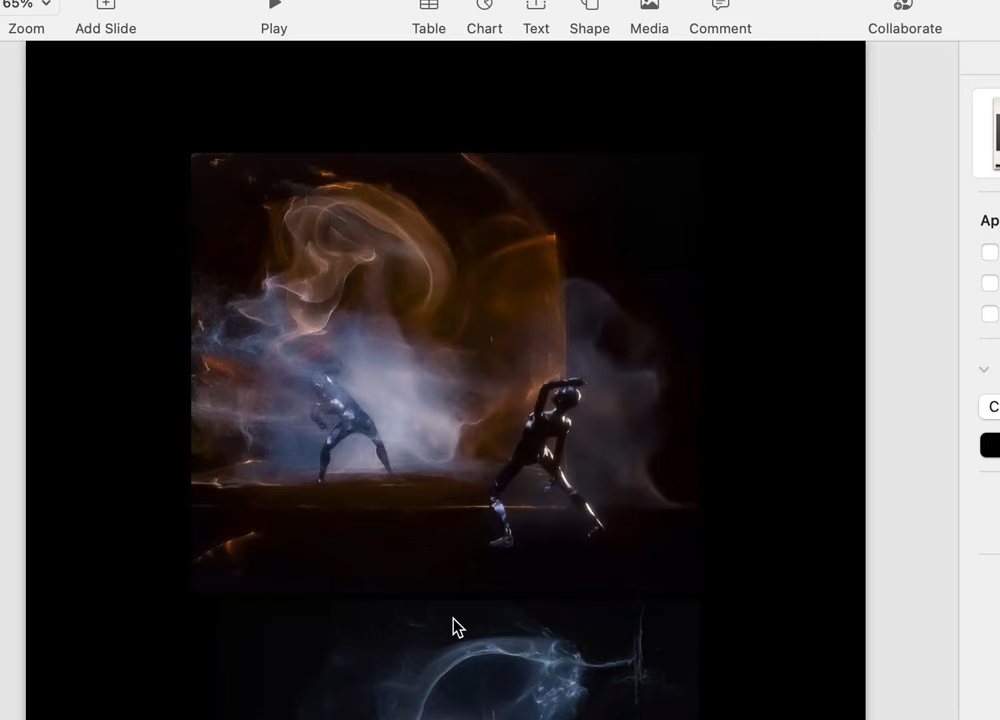 65%
Zoom
Add Slide
Play
Table
Chart
Text
Shape
Media
Comment
Collaborate
Ap
C